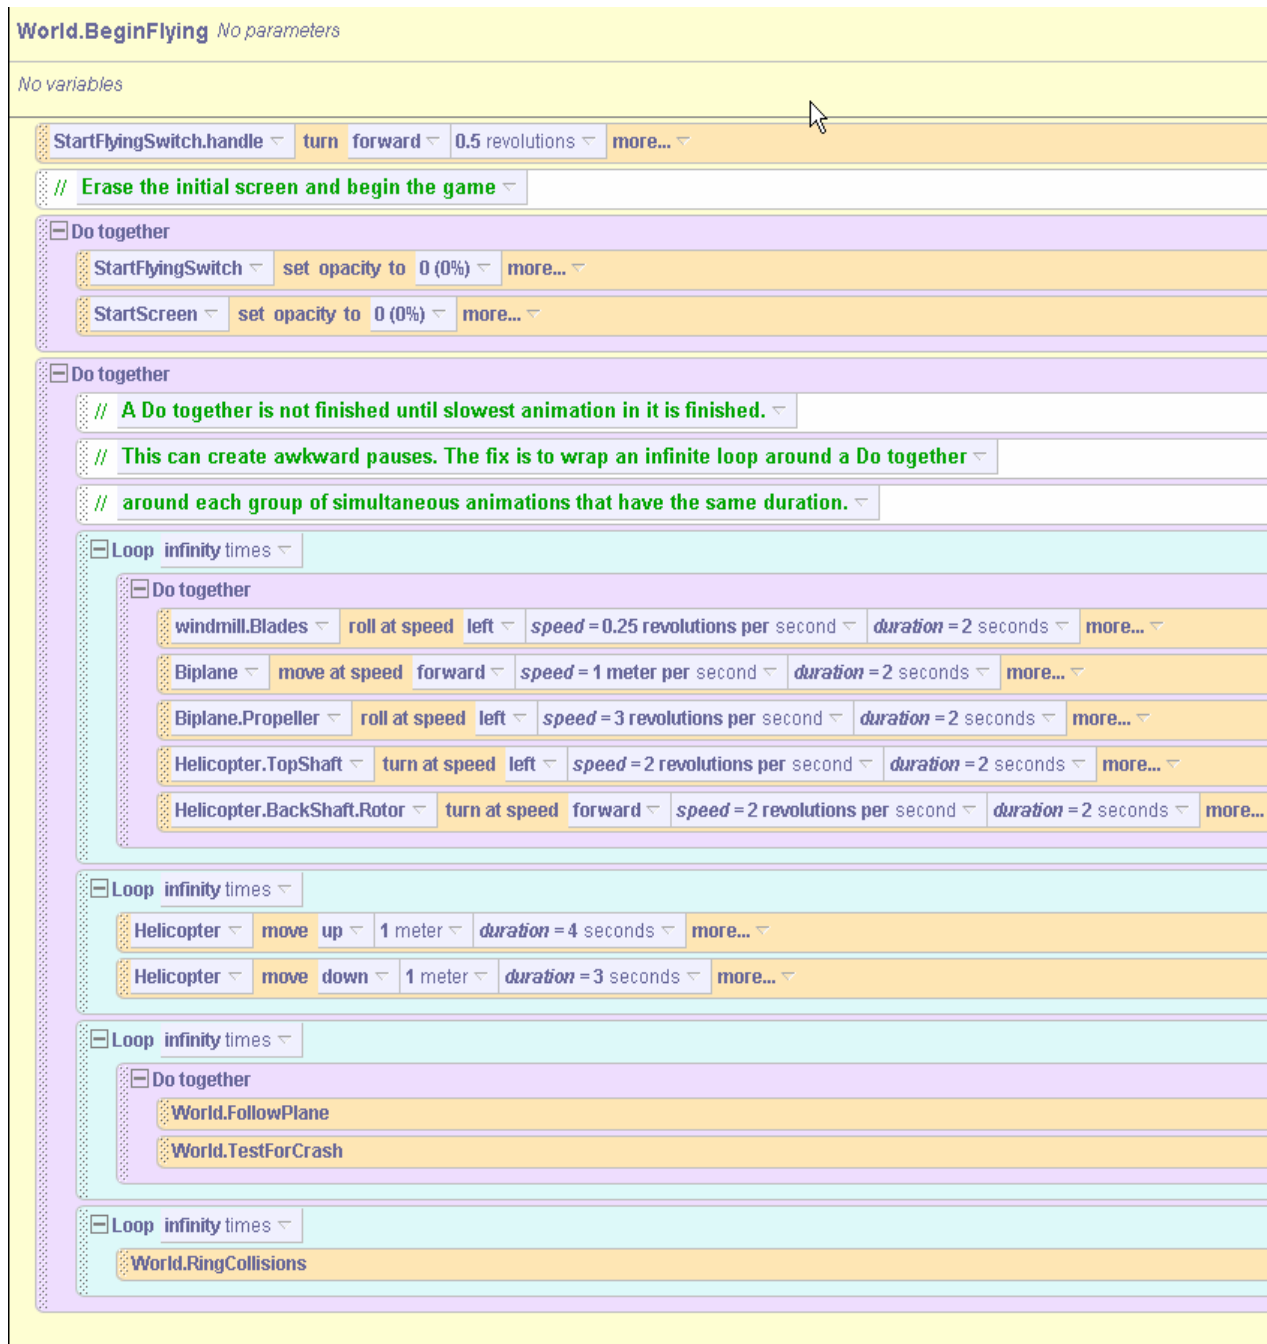 World.BeginFlying No parameters
No variables
StartFlyingSwitch.handle turn forward 0.5 revolutions more...
// Erase the initial screen and begin the game
Do together
StartFlyingSwitch set opacity to 0 (0%) more...
StartScreen set opacity to 0 (0%) more...
Do together
// A Do together is not finished until slowest animation in it is finished.
// This can create awkward pauses. The fix is to wrap an infinite loop around a Do together
// around each group of simultaneous animations that have the same duration.
Loop infinity times
Do together
windmill.Blades roll at speed left speed = 0.25 revolutions per second duration = 2 seconds more...
Biplane move at speed forward speed = 1 meter per second duration = 2 seconds more...
Biplane.Propeller roll at speed left speed = 3 revolutions per second duration = 2 seconds more...
Helicopter.TopShaft turn at speed left speed = 2 revolutions per second duration = 2 seconds more...
Helicopter.BackShaft.Rotor turn at speed forward speed = 2 revolutions per second duration = 2 seconds more...
Loop infinity times
Helicopter move up 1 meter duration = 4 seconds more...
Helicopter move down 1 meter duration = 3 seconds more...
Loop infinity times
Do together
World.FollowPlane
World.TestForCrash
Loop infinity times
World.RingCollisions